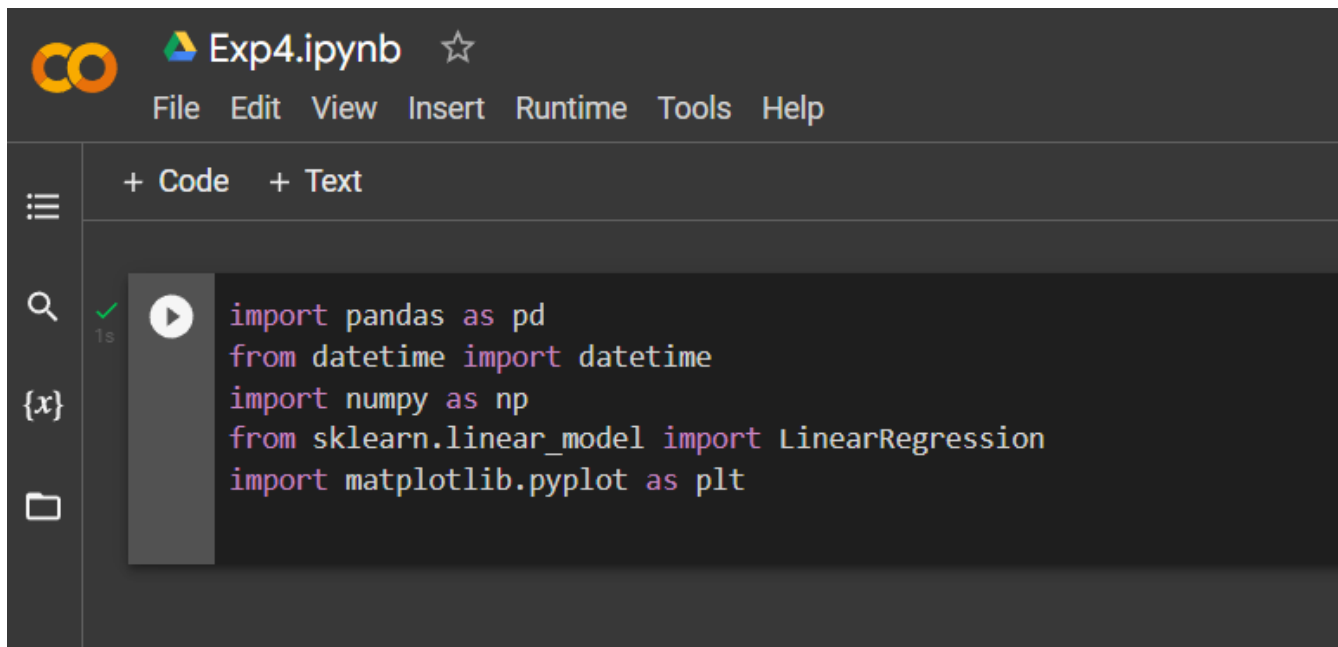 Exp4.ipynb
File Edit View Insert Runtime Tools Help
+ Code + Text
1s
import pandas as pd
from datetime import datetime
import numpy as np
from sklearn.linear_model import LinearRegression
import matplotlib.pyplot as plt
{x}